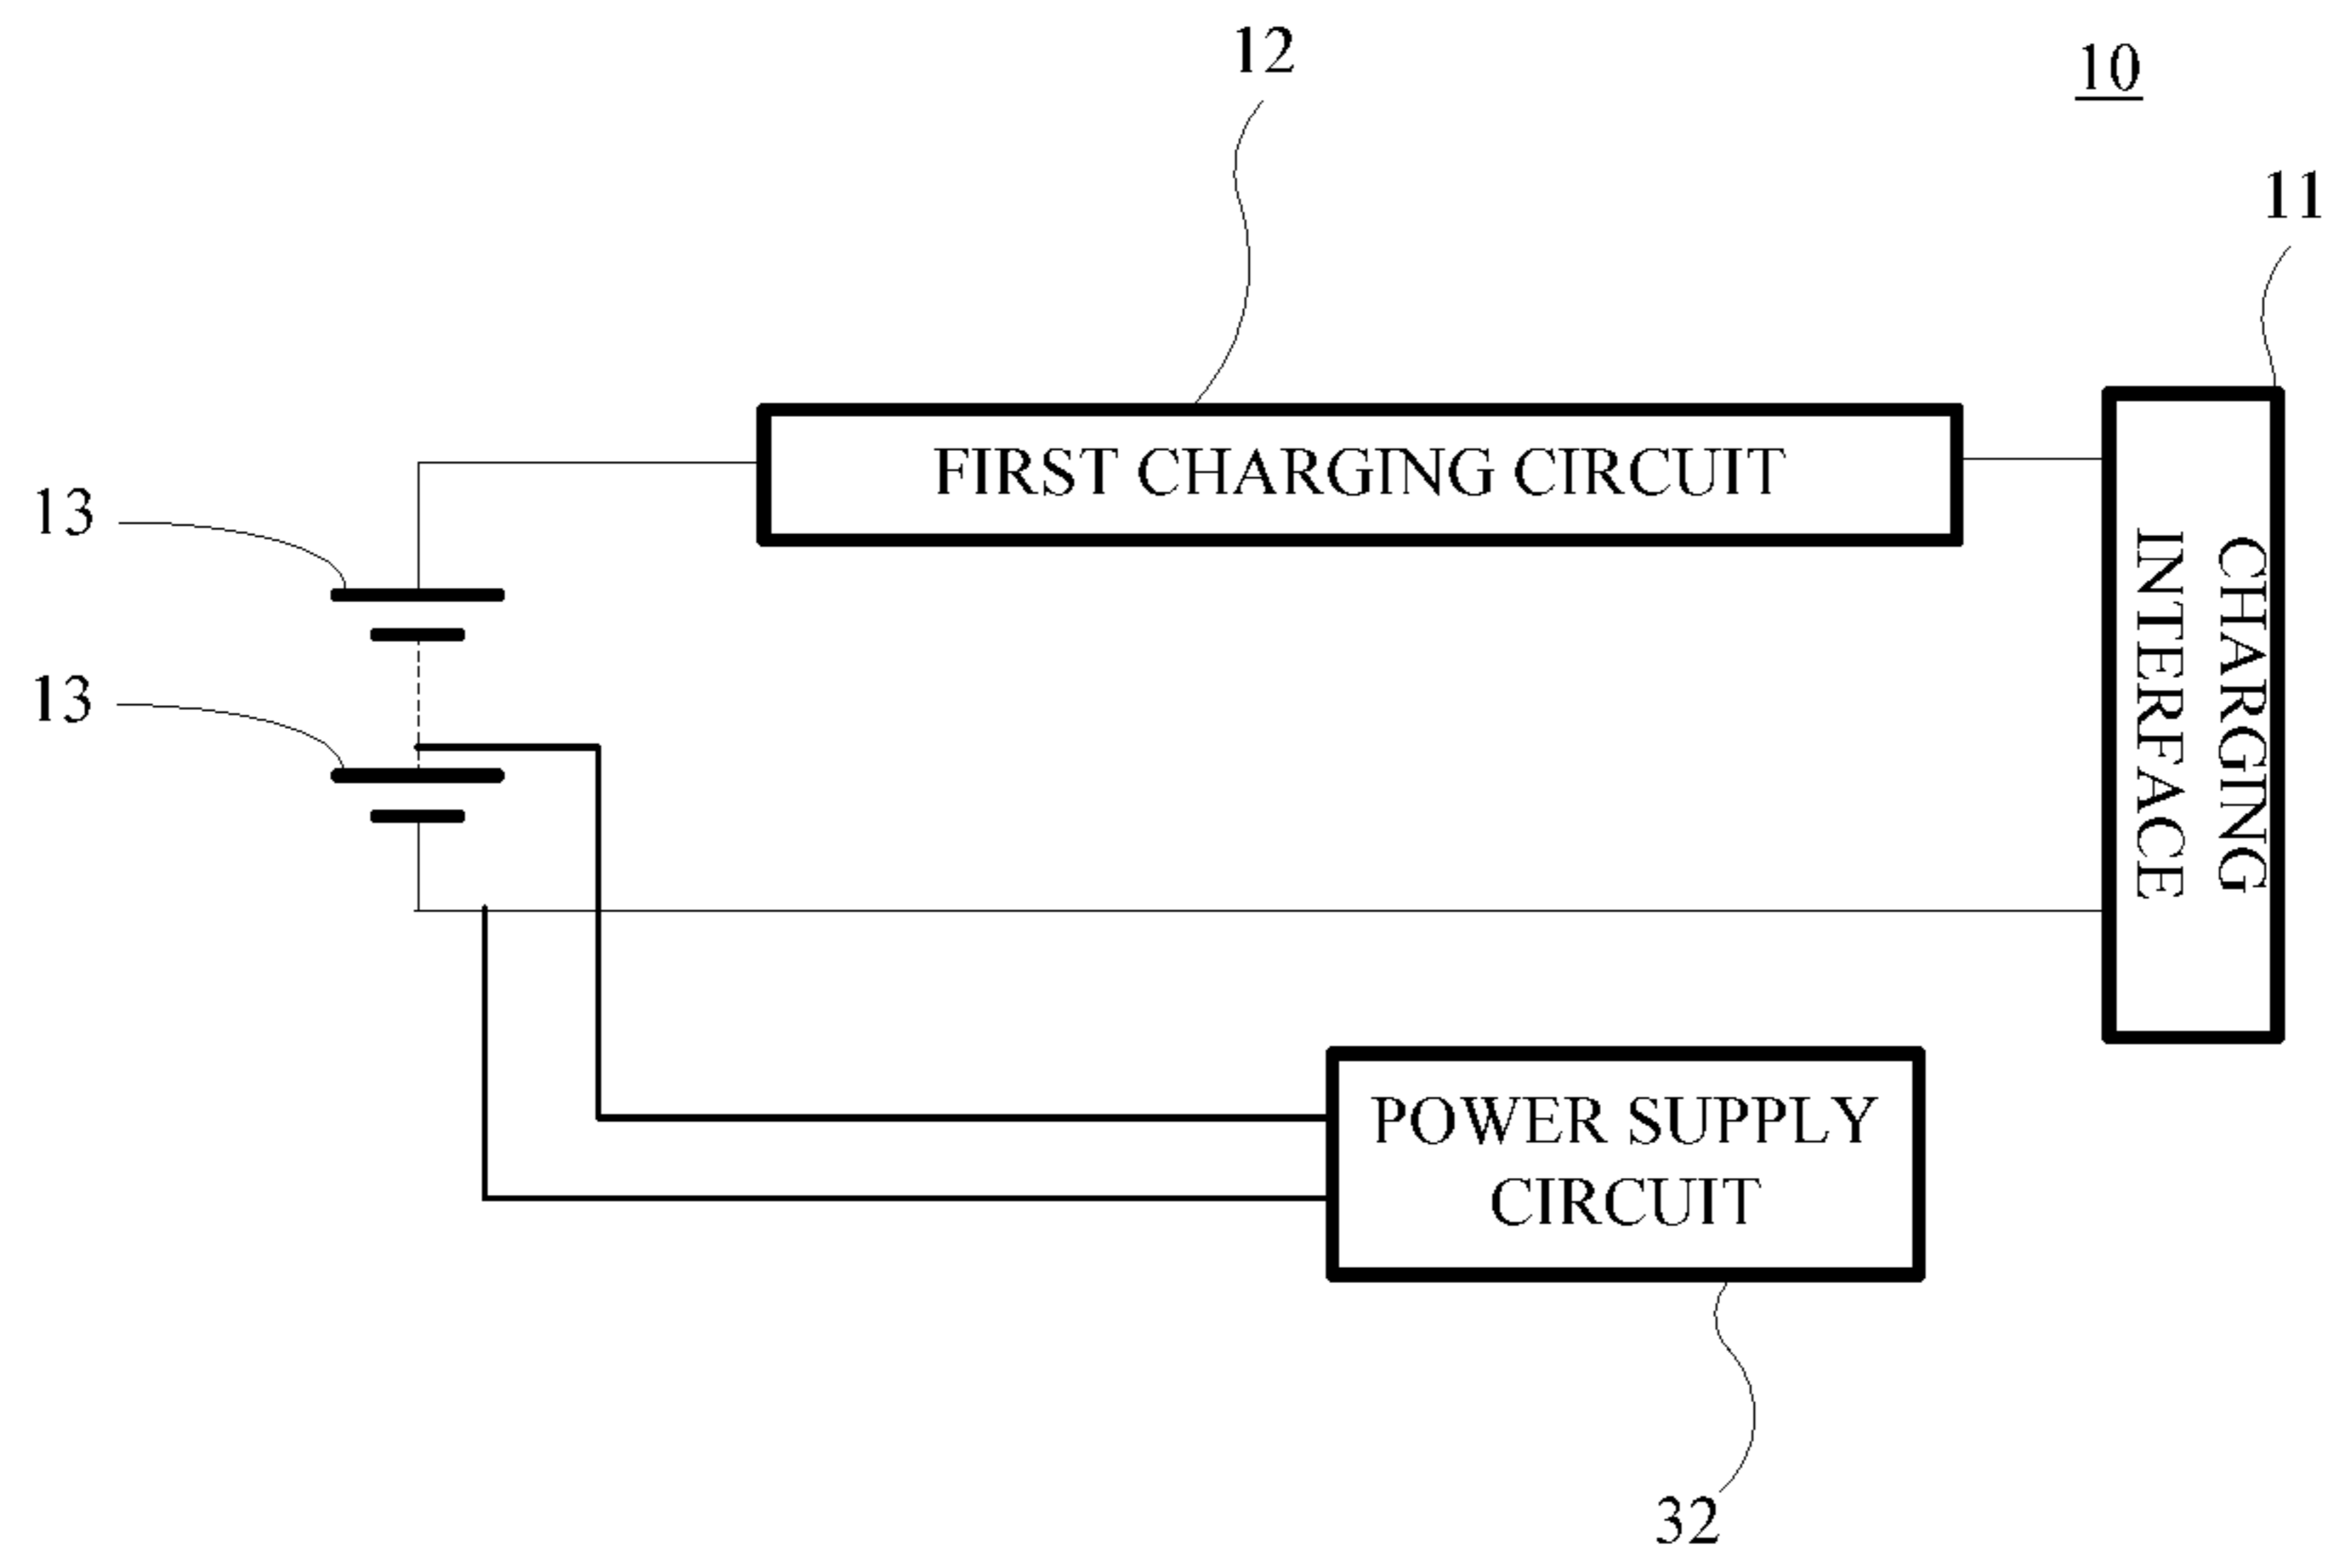 12
10
11
FIRST CHARGING CIRCUIT
13
13
CHARGING
INTERFACE
POWER SUPPLY
CIRCUIT
32